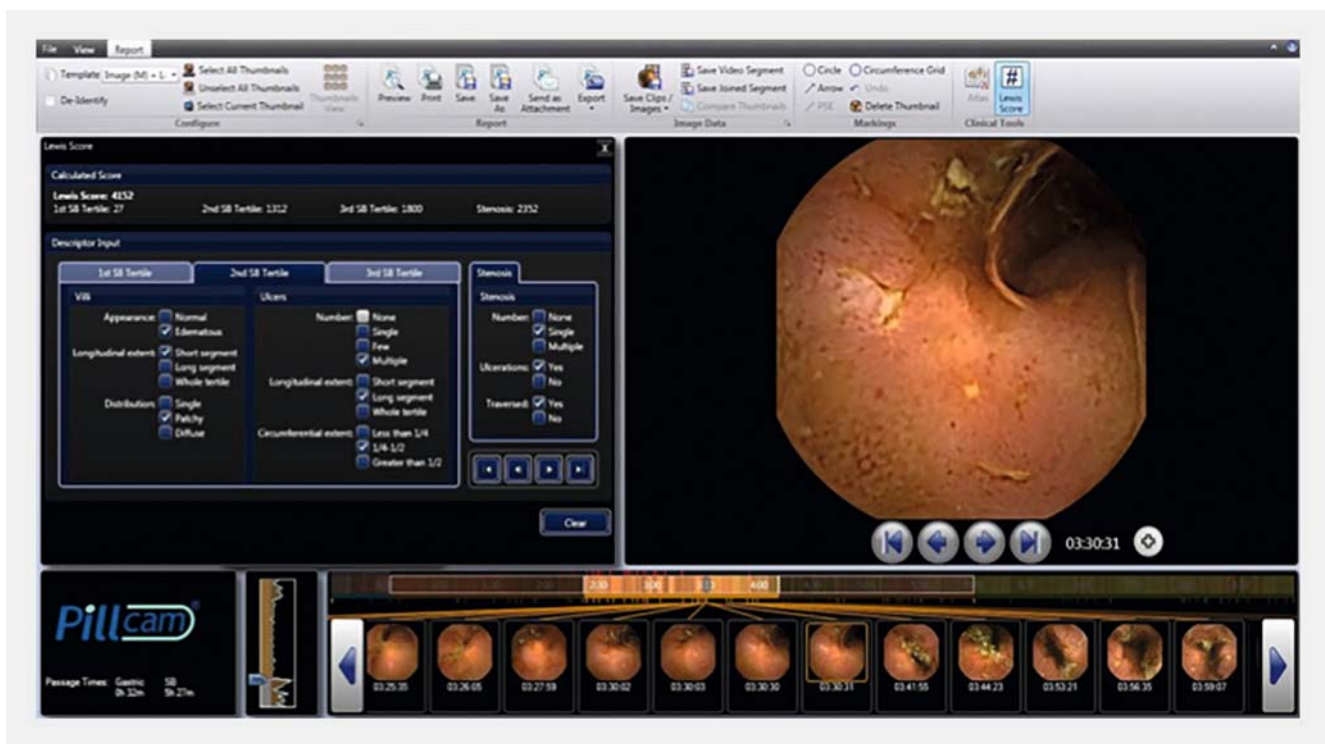 File View Report
Template Image (M) + L
De-Identify
Select All Thumbnails
Unselect All Thumbnails
Select Current Thumbnail
Thumbnails View
Configure
Preview Print Save Save As Send as Attachment Export
Report
Save Clips / Images
Save Video Segment
Save Joined Segment
Compare Thumbnails
Image Data
Circle Circumference Grid
Arrow Undo
PSE Delete Thumbnail
Markings
Atlas
# Lewis Score
Clinical Tools
Lewis Score X
Calculated Score
Lewis Score: 4152
1st SB Tertile: 27 2nd SB Tertile: 1312 3rd SB Tertile: 1800 Stenosis: 2352
Descriptor Input
1st SB Tertile 2nd SB Tertile 3rd SB Tertile
Villi
Appearance: Normal
Edematous
Longitudinal extent: Short segment
Long segment
Whole tertile
Distribution: Single
Patchy
Diffuse
Ulcers
Number: None
Single
Few
Multiple
Longitudinal extent: Short segment
Long segment
Whole tertile
Circumferential extent: Less than 1/4
1/4-1/2
Greater than 1/2
Stenosis
Stenosis
Number: None
Single
Multiple
Ulcerations: Yes
No
Traversed: Yes
No
Clear
03:30:31
Pillcam®
Passage Times: Gastric SB
0h 32m 5h 27m
200 300 400
03:25:35 03:26:05 03:27:59 03:30:02 03:30:03 03:30:30 03:30:31 03:41:55 03:44:23 03:53:21 03:56:35 03:59:07